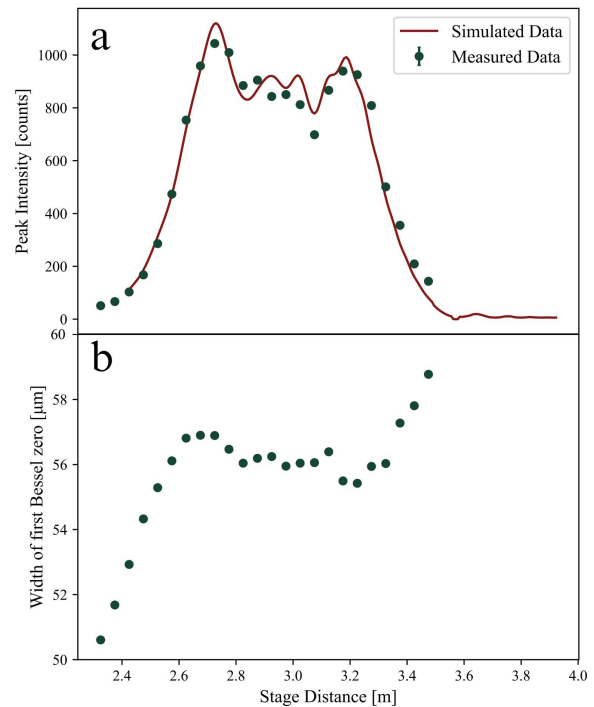 a
Simulated Data
Measured Data
Peak Intensity [counts]
1000
800
600
400
200
0
b
Width of first Bessel zero [μm]
60
58
56
54
52
50
2.4 2.6 2.8 3.0 3.2 3.4 3.6 3.8 4.0
Stage Distance [m]